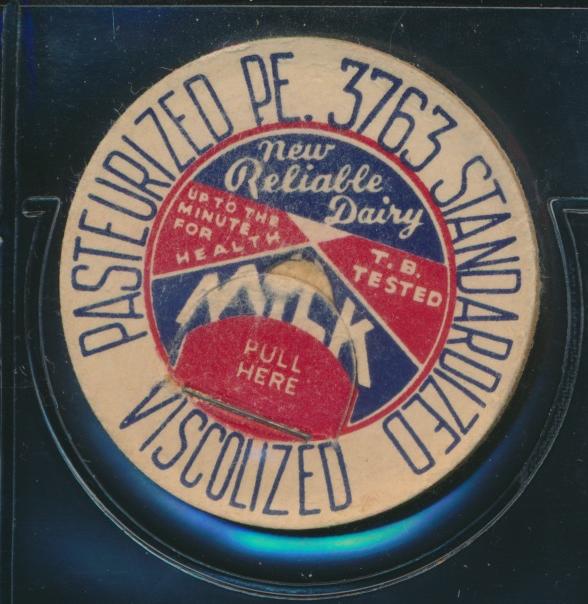 PASTEURIZED PE. 3763 STANDARDIZED
VISCOLIZED
New
Reliable
Dairy
UP TO THE
MINUTE
FOR
HEALTH
T. B.
TESTED
MILK
PULL
HERE